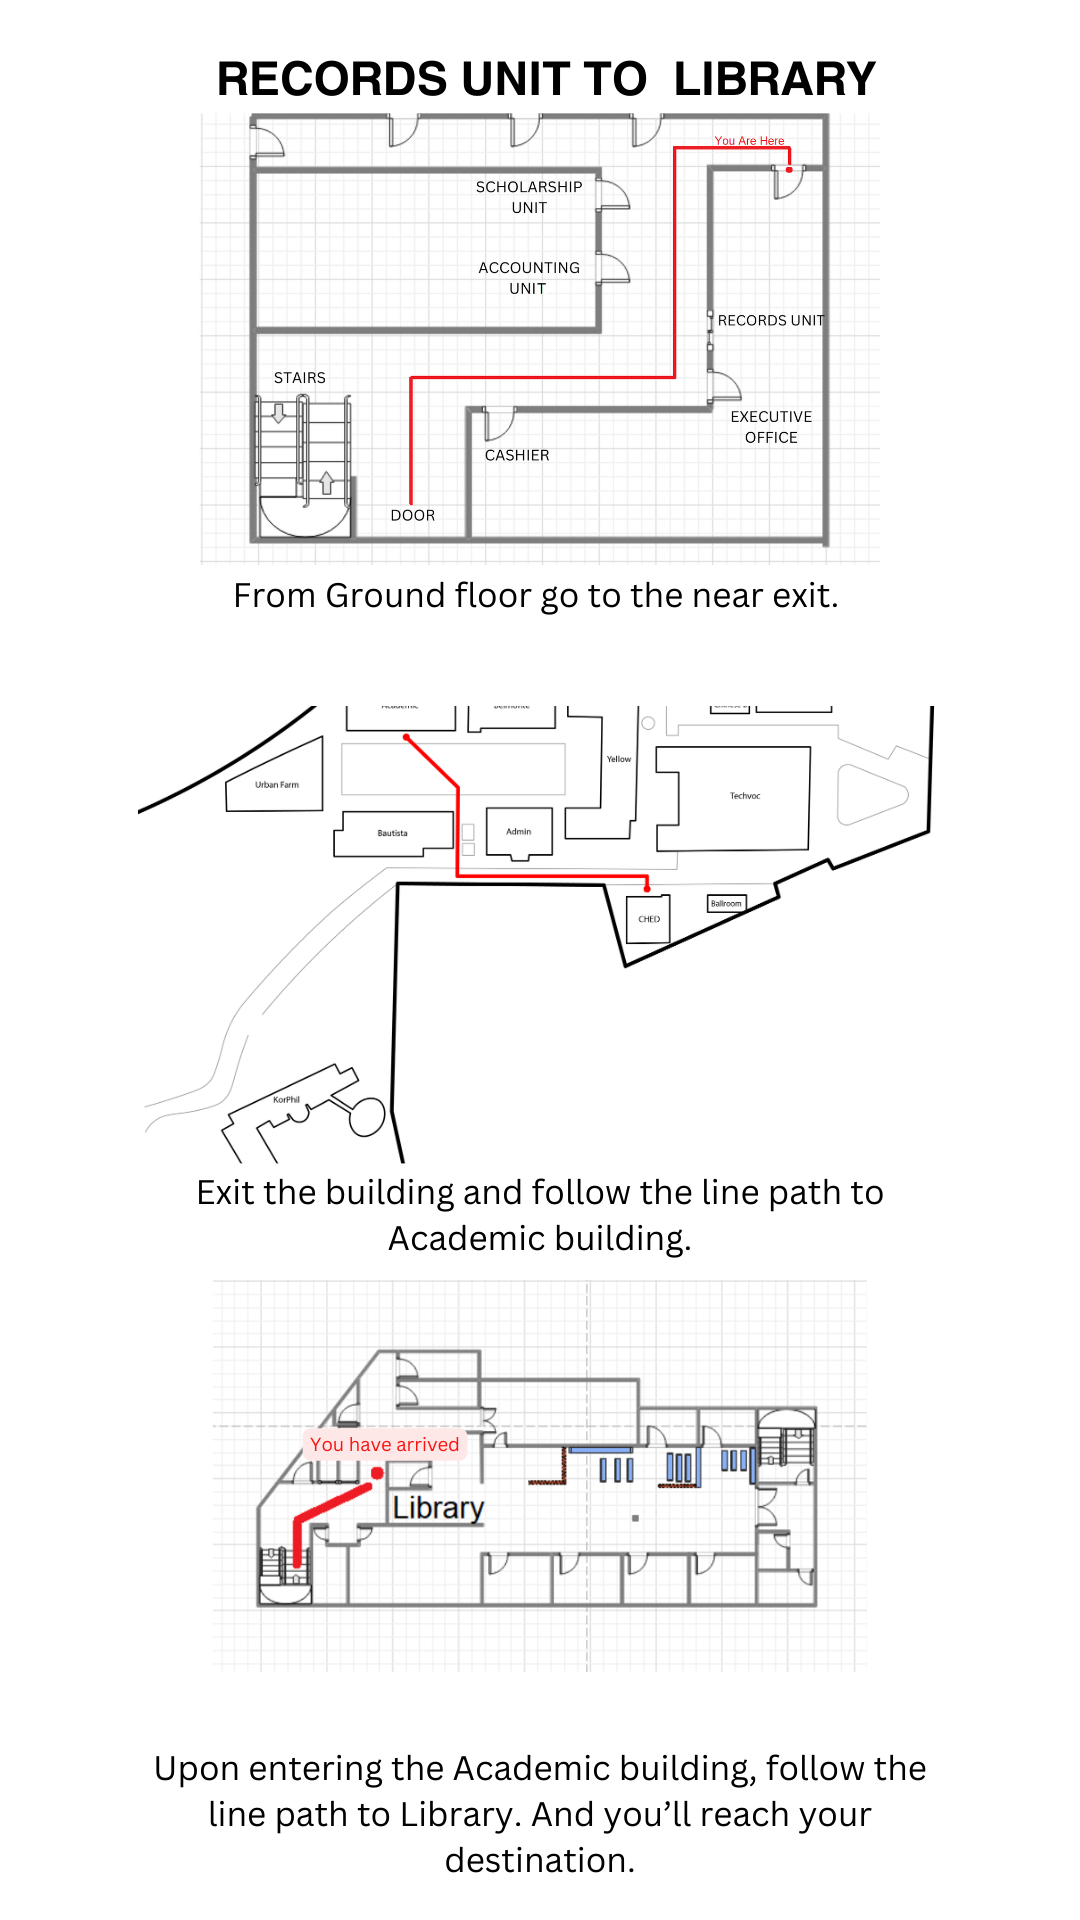 RECORDS UNIT TO LIBRARY
You Are Here
SCHOLARSHIP
UNIT
ACCOUNTING
UNIT
RECORDS UNIT
STAIRS
EXECUTIVE
OFFICE
CASHIER
DOOR
From Ground floor go to the near exit.
Academic
Belmonte
Yellow
Urban Farm
Techvoc
Bautista
Admin
CHED
Ballroom
KorPhil
Exit the building and follow the line path to
Academic building.
You have arrived
Library
Upon entering the Academic building, follow the
line path to Library. And you’ll reach your
destination.